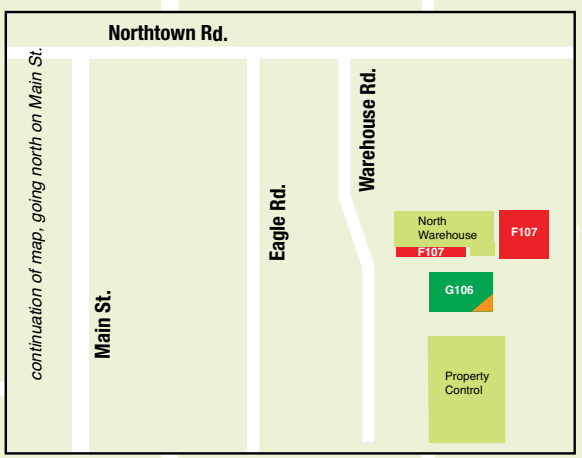 Northtown Rd.
continuation of map, going north on Main St.
Main St.
Eagle Rd.
Warehouse Rd.
North
Warehouse
F107
F107
G106
Property
Control